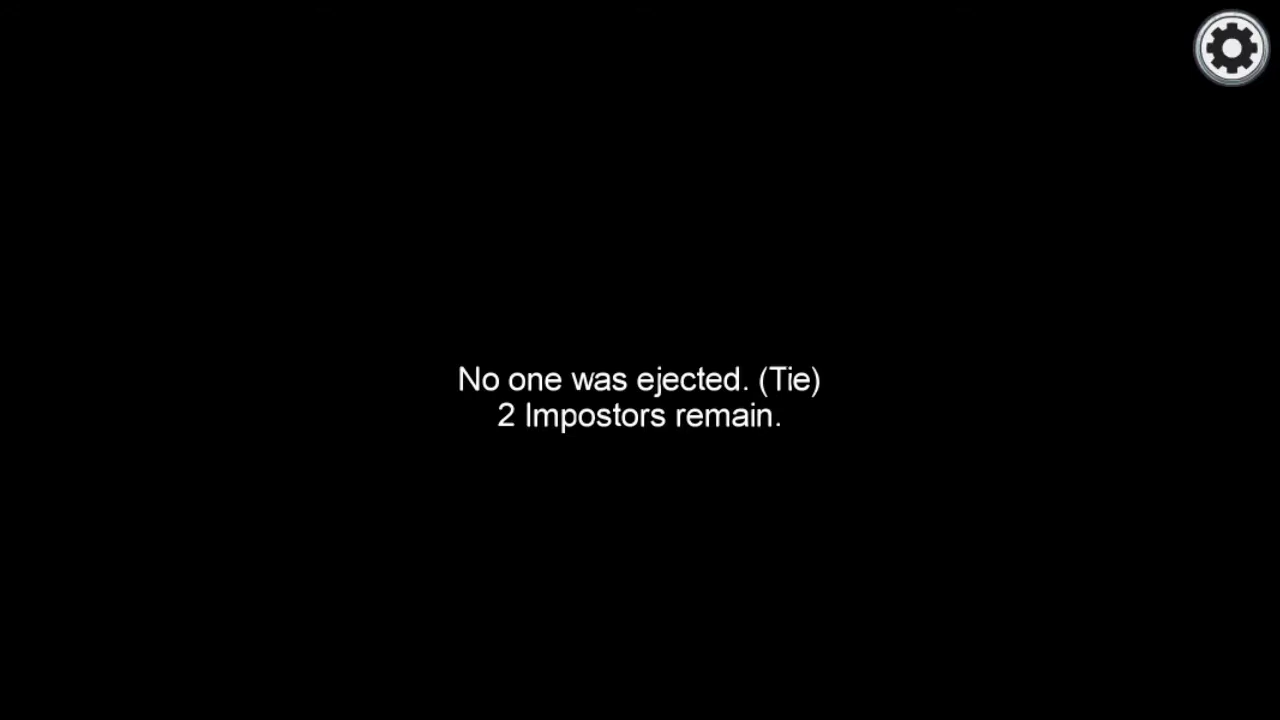 No one was ejected. (Tie)
2 Impostors remain.